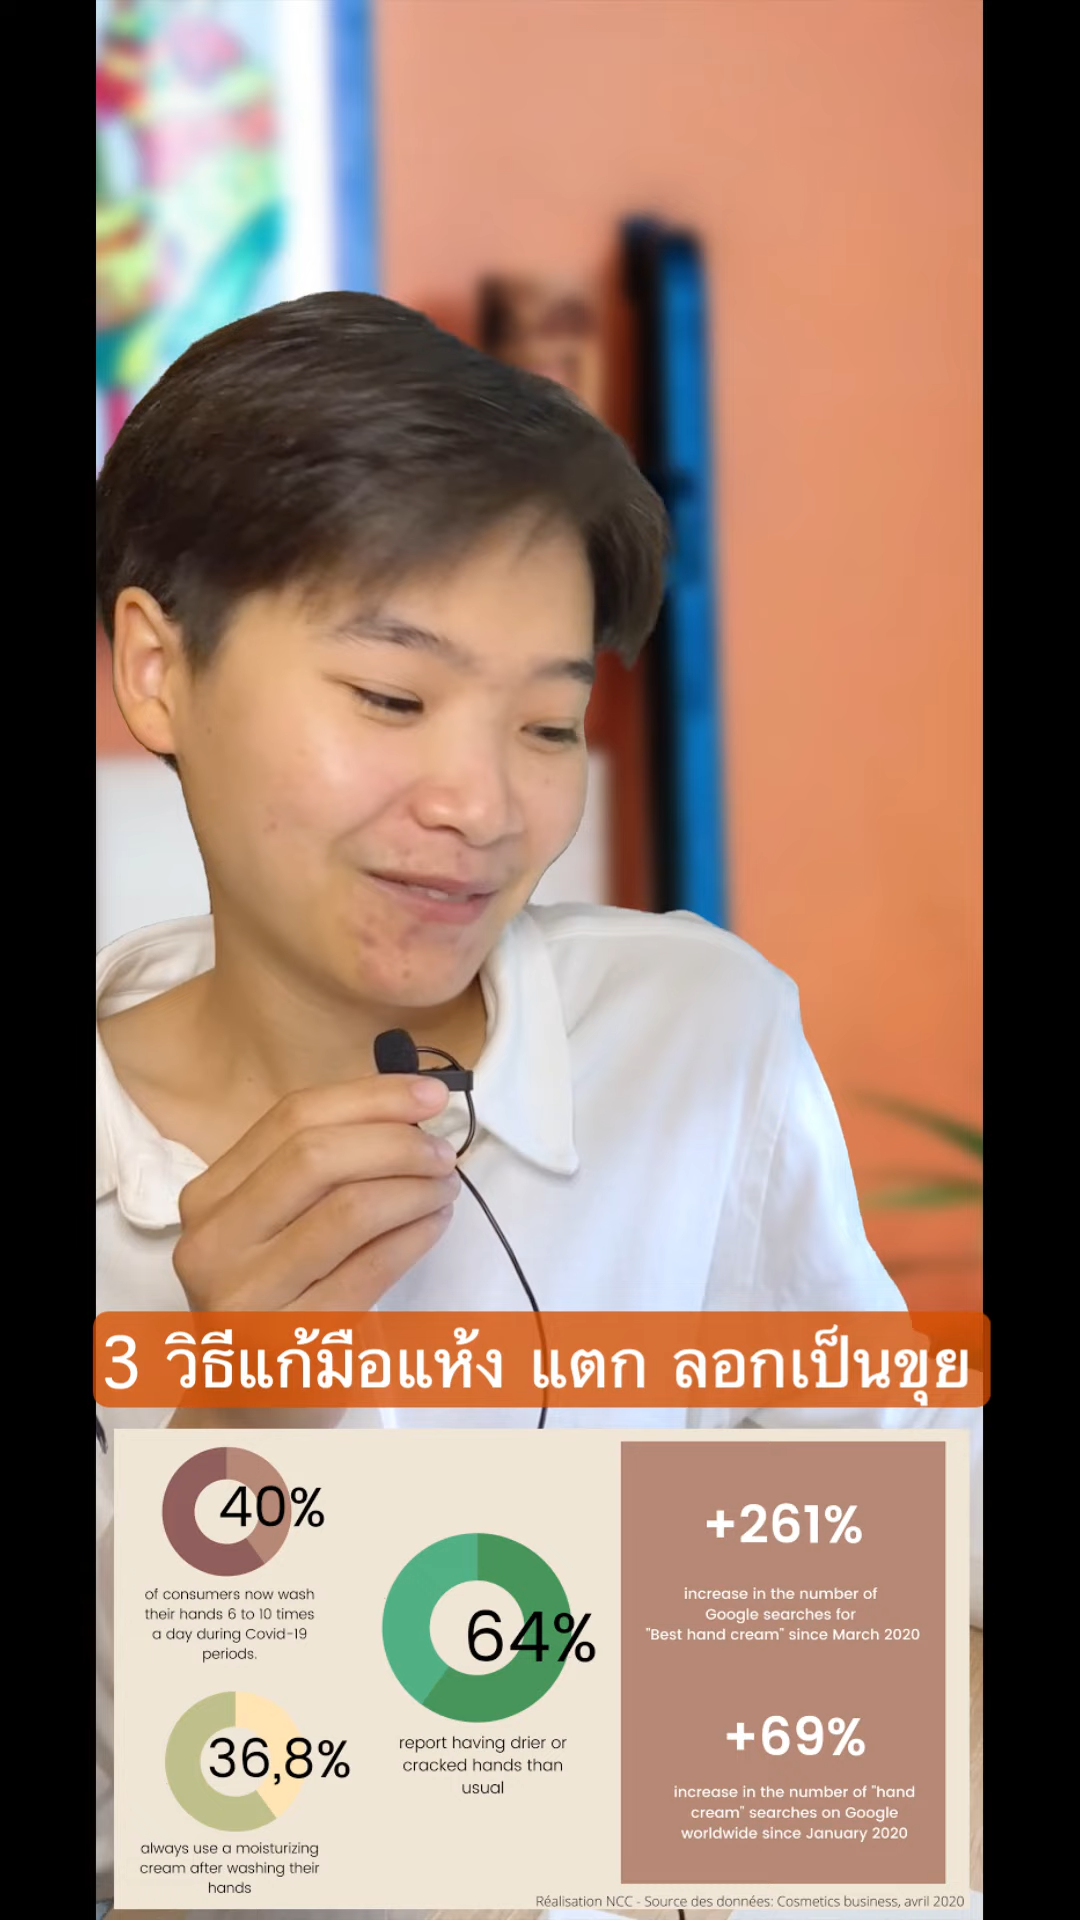 3 วิธีแก้มือแห้ง แตก ลอกเป็นขุย
40%
of consumers now wash
their hands 6 to 10 times
a day during Covid-19
periods.
36,8%
always use a moisturizing
cream after washing their
hands
64%
report having drier or
cracked hands than
usual
+261%
increase in the number of
Google searches for
"Best hand cream" since March 2020
+69%
increase in the number of "hand
cream" searches on Google
worldwide since January 2020
Réalisation NCC - Source des données: Cosmetics business, avril 2020